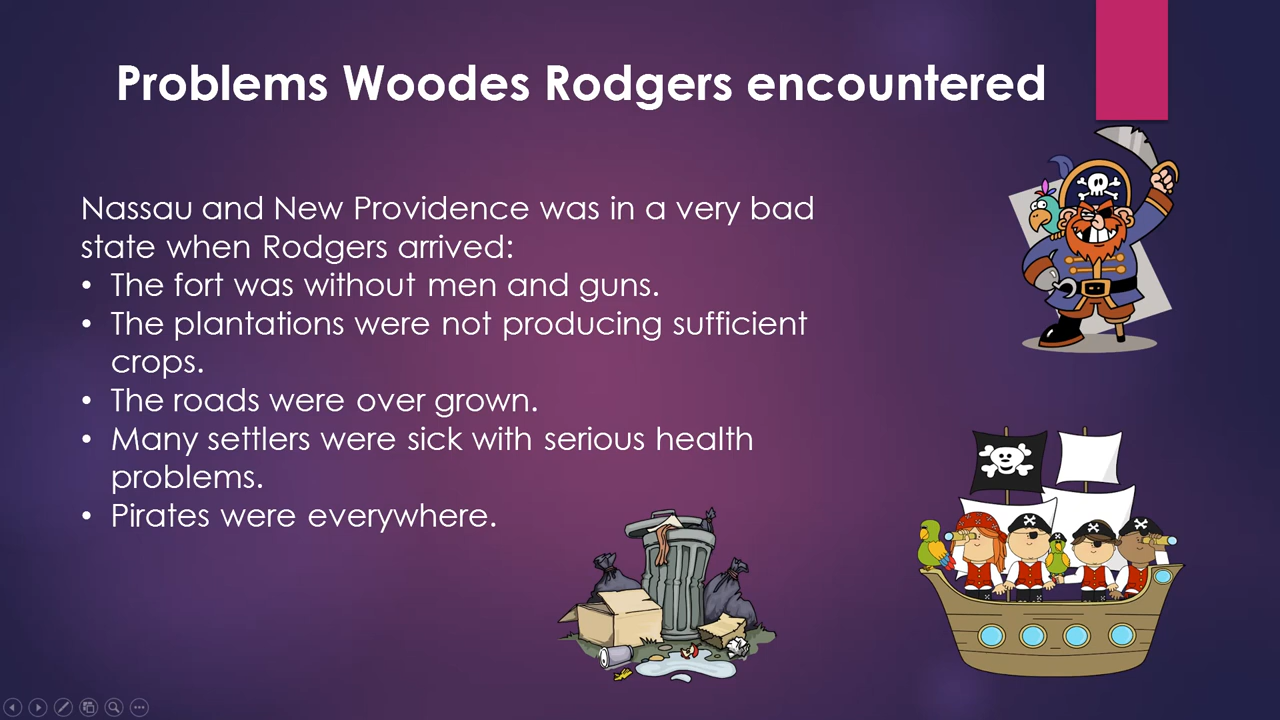 Problems Woodes Rodgers encountered
Nassau and New Providence was in a very bad
state when Rodgers arrived:
• The fort was without men and guns.
• The plantations were not producing sufficient
crops.
• The roads were over grown.
• Many settlers were sick with serious health
problems.
• Pirates were everywhere.